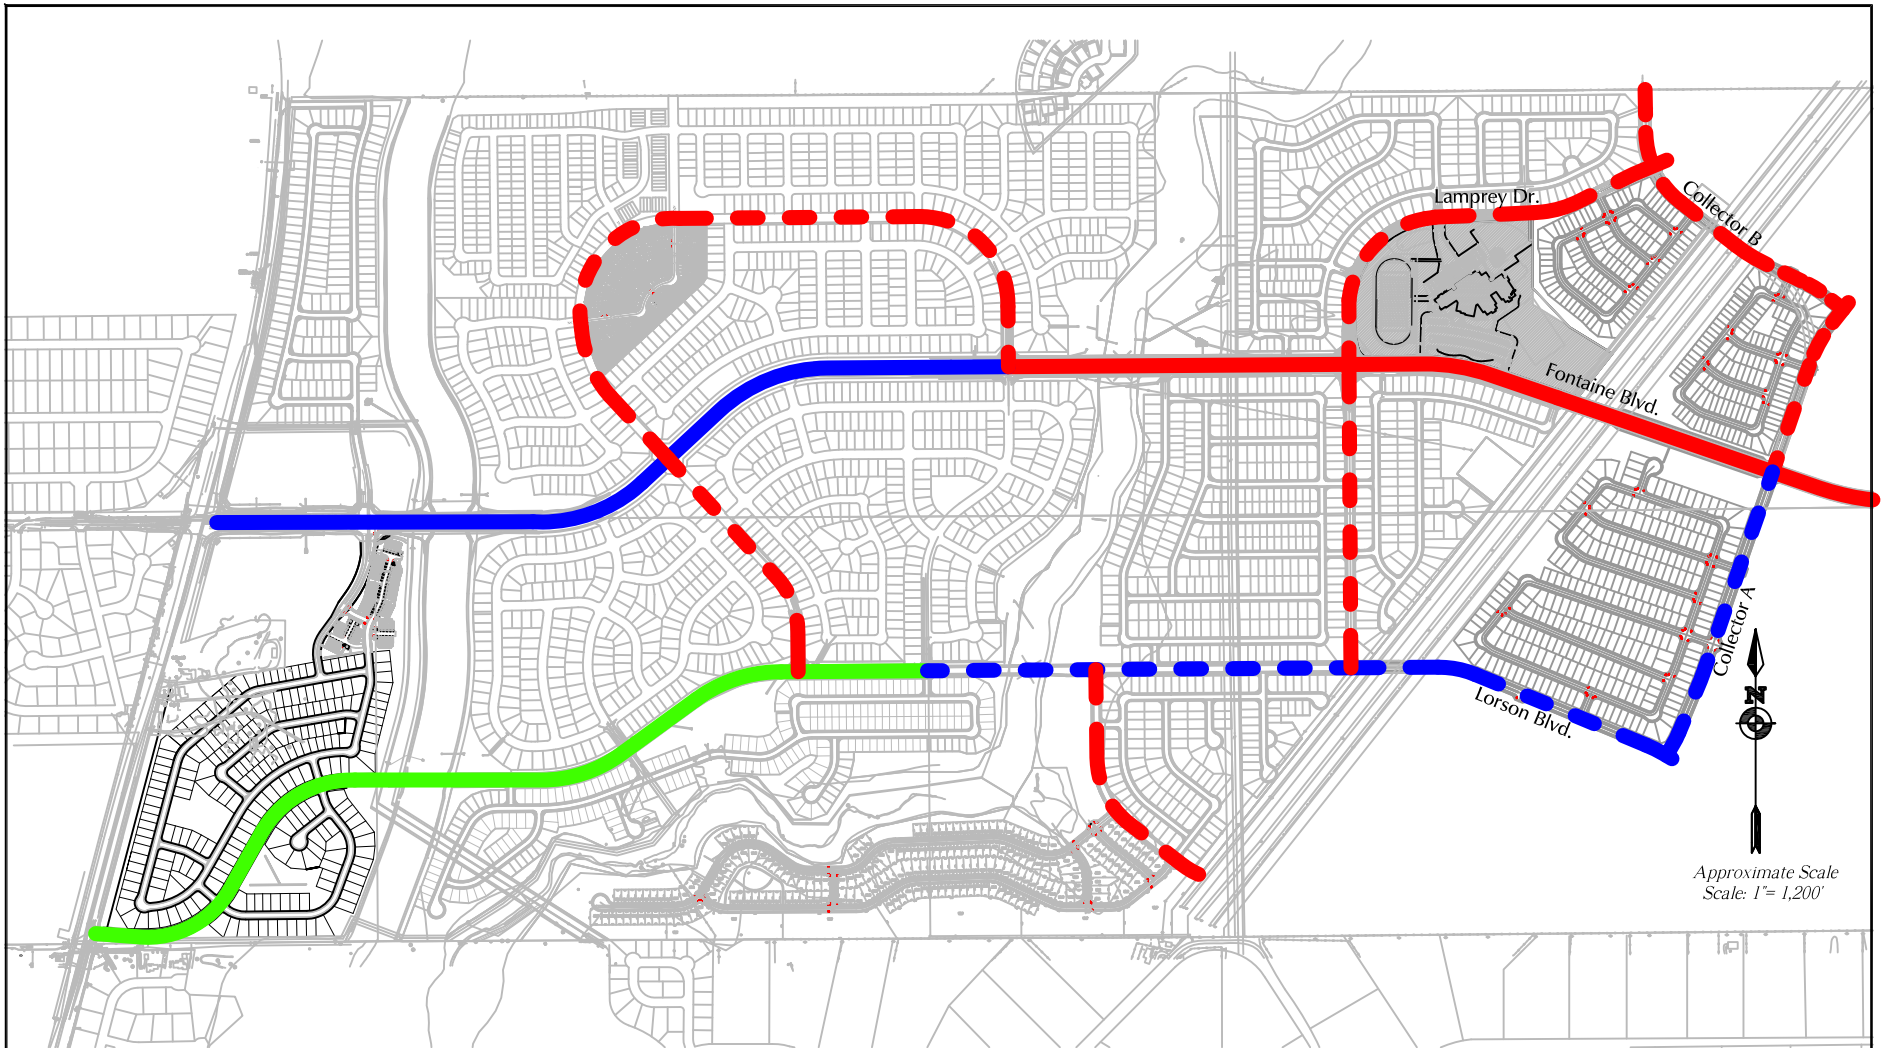 Lamprey Dr.
Collector B
Fontaine Blvd.
Collector A
N
Lorson Blvd.
Approximate Scale
Scale: 1"= 1,200'